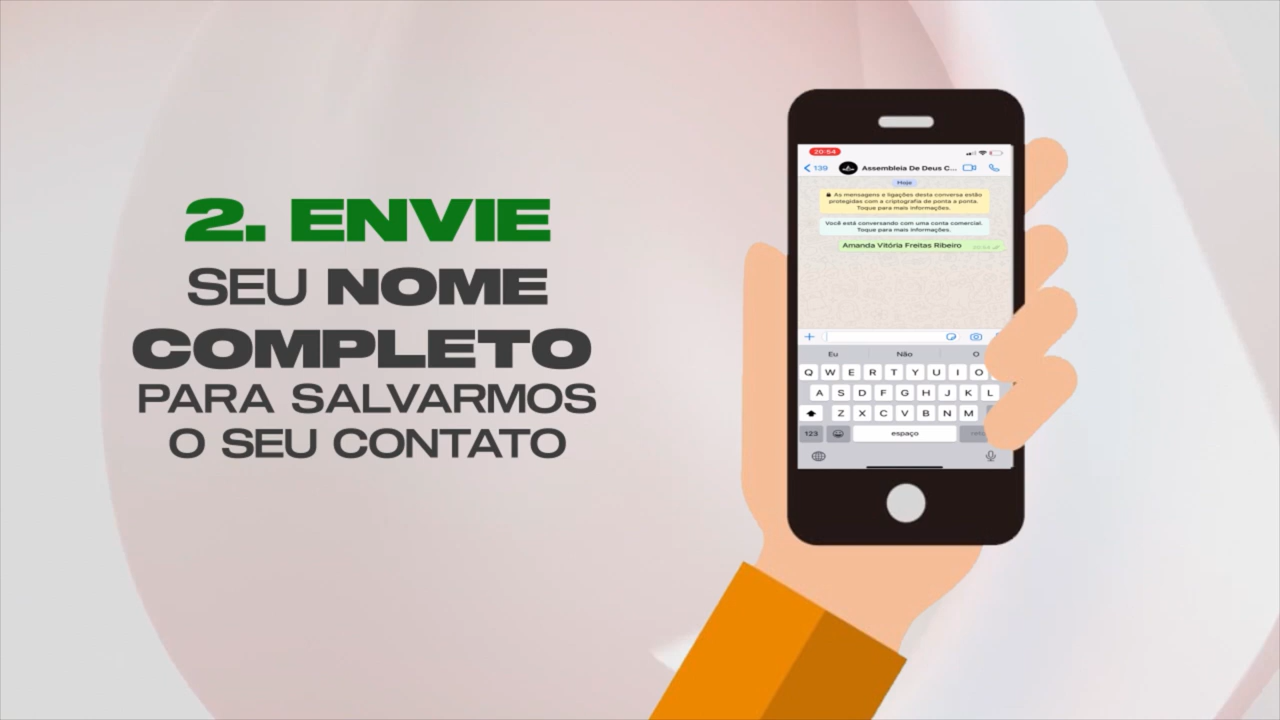 2. ENVIE
SEU NOME
COMPLETO
PARA SALVARMOS
O SEU CONTATO
20:54
139
Assembleia De Deus C...
Hoje
As mensagens e ligações desta conversa estão
protegidas com a criptografia de ponta a ponta.
Toque para mais informações.
Você está conversando com uma conta comercial.
Toque para mais informações.
Amanda Vitória Freitas Ribeiro 20:54
Eu Não O
Q W E R T Y U I O
A S D F G H J K L
Z X C V B N M
123 espaço